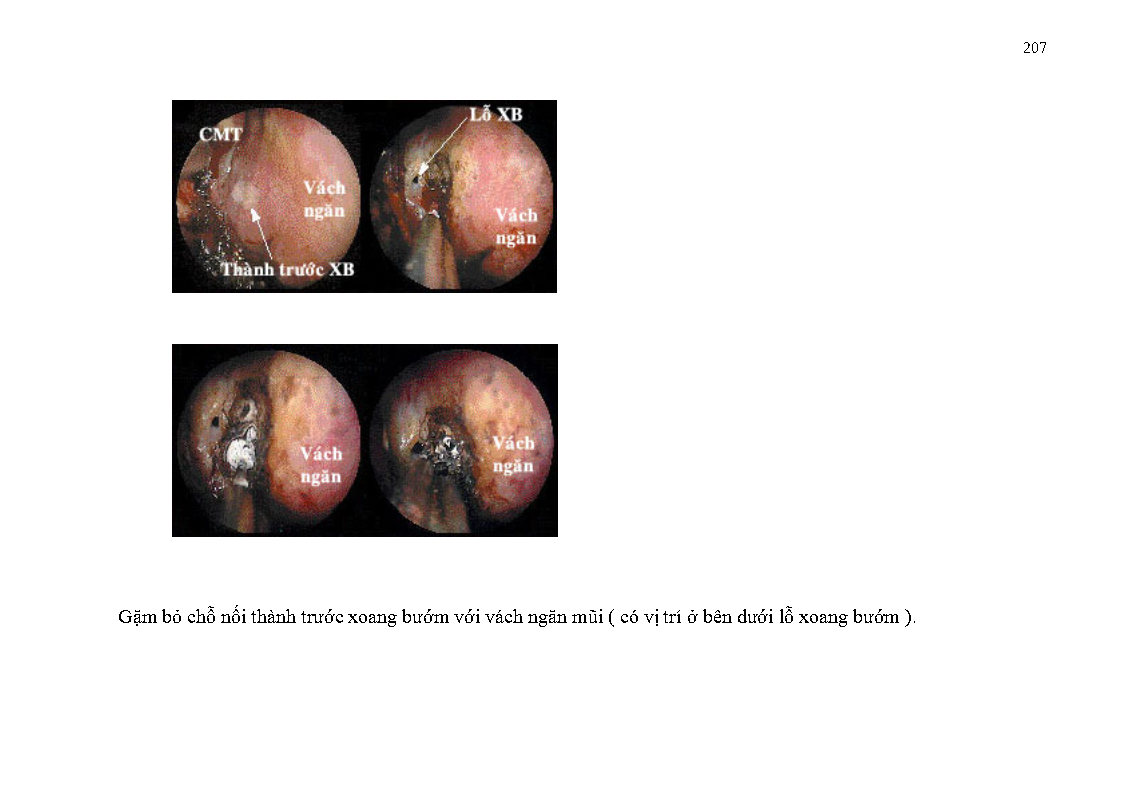 207
CMT
Vách
ngăn
Thành trước XB
Lỗ XB
Vách
ngăn
Vách
ngăn
Vách
ngăn
Gặm bỏ chỗ nối thành trước xoang bướm với vách ngăn mũi ( có vị trí ở bên dưới lỗ xoang bướm ).